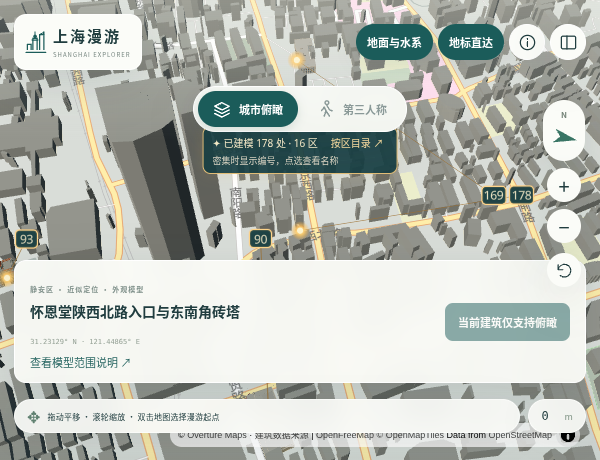 上海漫游
SHANGHAI EXPLORER
地面与水系
地标直达
N
城市俯瞰
第三人称
✦ 已建模 178 处 · 16 区 按区目录 ↗
密集时显示编号，点选查看名称
169
178
93
90
静安区 · 近似定位 · 外观模型
怀恩堂陕西北路入口与东南角砖塔
31.23129° N · 121.44865° E
查看模型范围说明 ↗
当前建筑仅支持俯瞰
拖动平移 · 滚轮缩放 · 双击地图选择漫游起点
0 m
© Overture Maps · 建筑数据来源 | OpenFreeMap © OpenMapTiles Data from OpenStreetMap